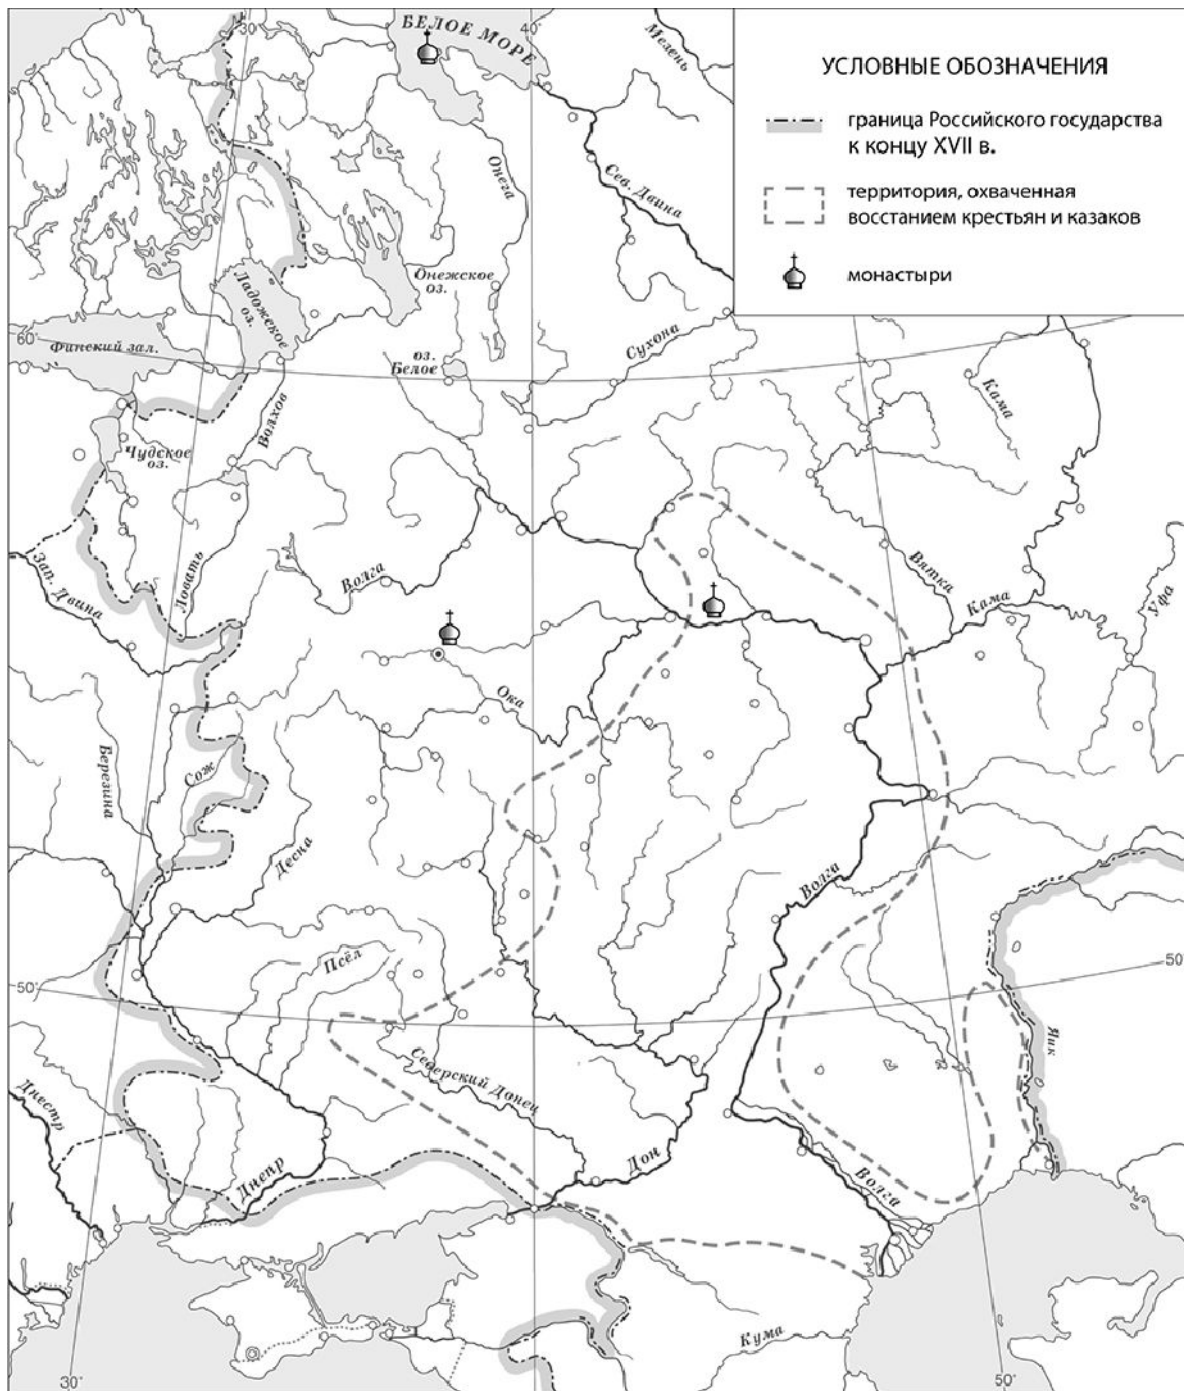 30°
БЕЛОЕ МОРЕ
40°
Мезень
УСЛОВНЫЕ ОБОЗНАЧЕНИЯ
граница Российского государства
к концу XVII в.
территория, охваченная
восстанием крестьян и казаков
монастыри
Онега
Сев. Двина
Онежское
оз.
Ладожское
оз.
60°
Финский зал.
оз.
Белое
Сухона
60°
Кама
Волхов
Чудское
оз.
Зап. Двина
Ловать
Волга
Вятка
Кама
Уфа
Ока
Березина
Сож
Десна
Волга
Псёл
50°
50°
Яик
Северский Донец
Днестр
Днепр
Дон
Волга
Кума
30°
50°